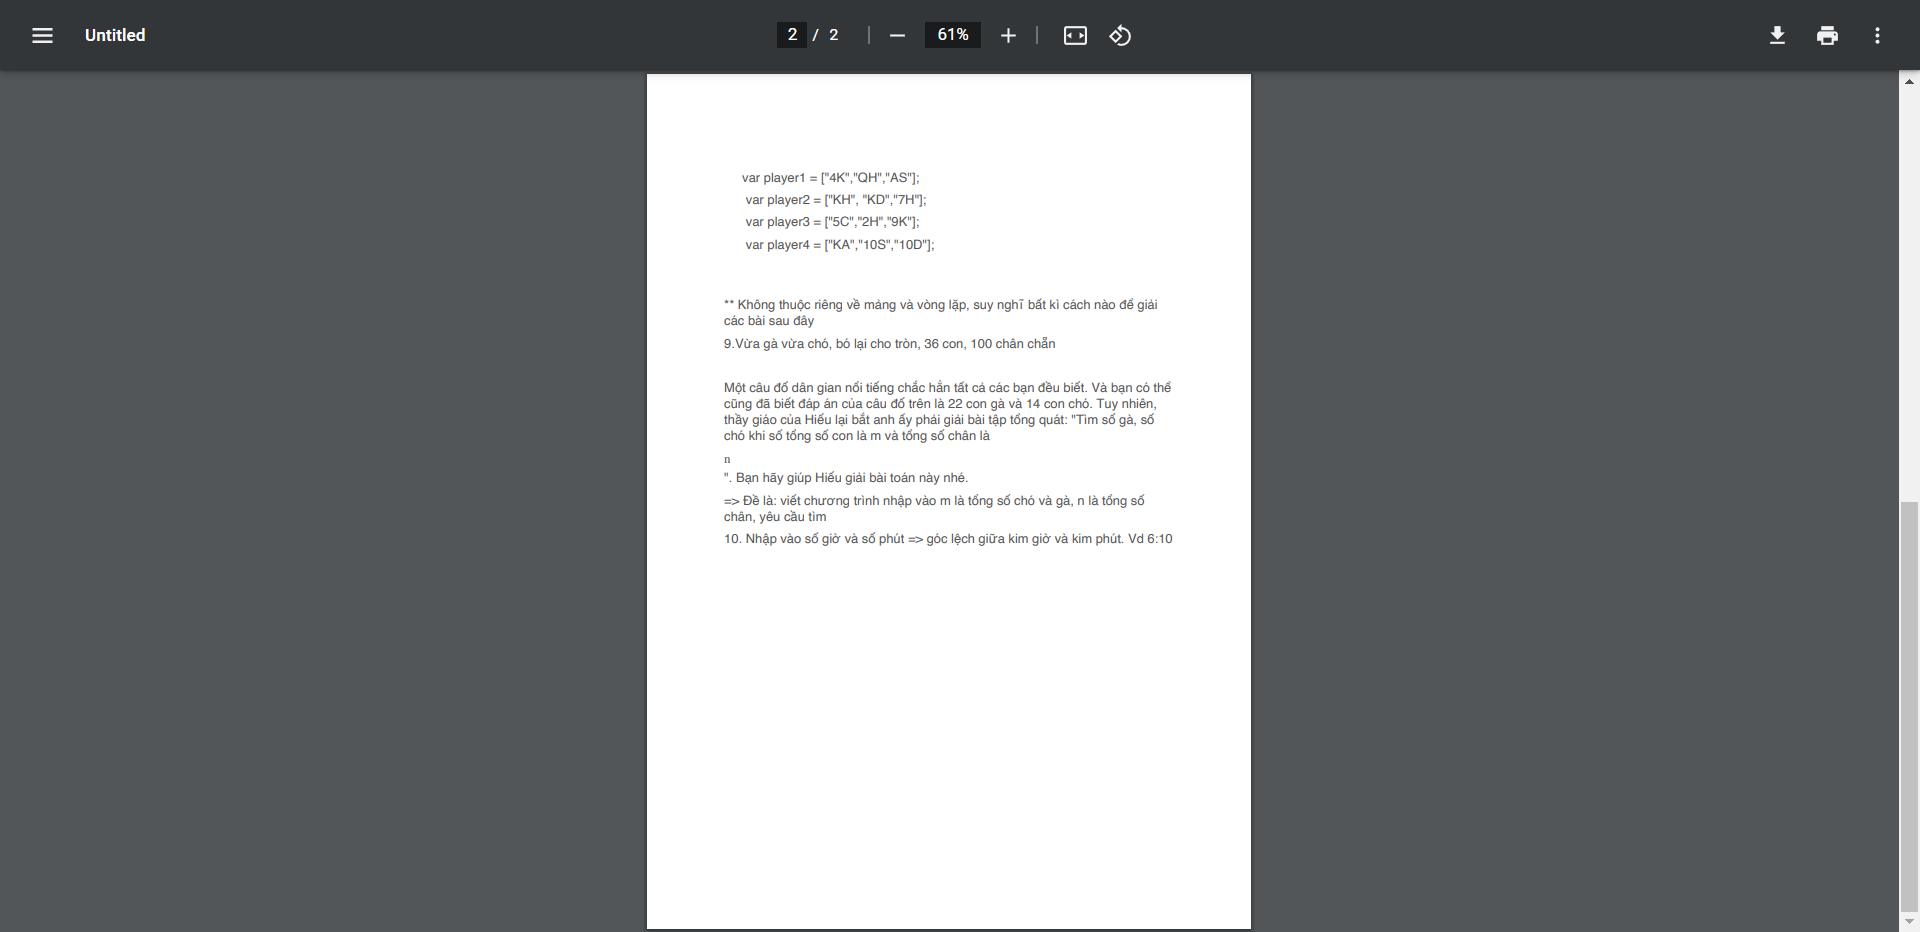 Untitled
2 / 2
61%
var player1 = ["4K","QH","AS"];
var player2 = ["KH", "KD","7H"];
var player3 = ["5C","2H","9K"];
var player4 = ["KA","10S","10D"];
** Không thuộc riêng về mảng và vòng lặp, suy nghĩ bất kì cách nào để giải
các bài sau đây
9.Vừa gà vừa chó, bó lại cho tròn, 36 con, 100 chân chẵn
Một câu đố dân gian nổi tiếng chắc hẳn tất cả các bạn đều biết. Và bạn có thể
cũng đã biết đáp án của câu đố trên là 22 con gà và 14 con chó. Tuy nhiên,
thầy giáo của Hiếu lại bắt anh ấy phải giải bài tập tổng quát: "Tìm số gà, số
chó khi số tổng số con là m và tổng số chân là
n
". Bạn hãy giúp Hiếu giải bài toán này nhé.
=> Đề là: viết chương trình nhập vào m là tổng số chó và gà, n là tổng số
chân, yêu cầu tìm
10. Nhập vào số giờ và số phút => góc lệch giữa kim giờ và kim phút. Vd 6:10